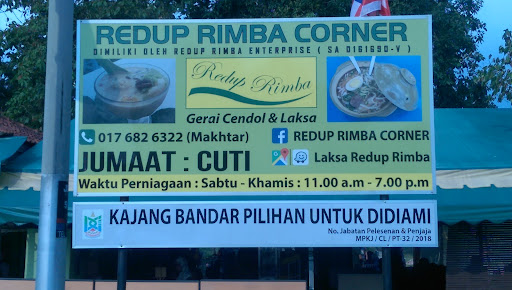 REDUP RIMBA CORNER
DIMILIKI OLEH REDUP RIMBA ENTERPRISE ( SA 0161690-V )
Redup Rimba
Gerai Cendol & Laksa
017 682 6322 (Makhtar)
REDUP RIMBA CORNER
JUMAAT : CUTI
Laksa Redup Rimba
Waktu Perniagaan : Sabtu - Khamis : 11.00 a.m - 7.00 p.m
KAJANG BANDAR PILIHAN UNTUK DIDIAMI
No. Jabatan Pelesenan & Penjaja
MPKJ / CL / PT-32 / 2018